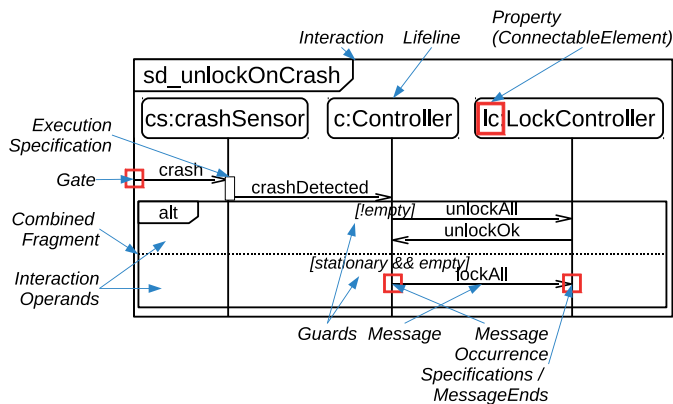 Interaction
Lifeline
Property
(ConnectableElement)
sd_unlockOnCrash
cs:crashSensor
c:Controller
lc:LockController
Execution
Specification
Gate
crash
crashDetected
Combined
Fragment
alt
[!empty]
unlockAll
unlockOk
Interaction
Operands
[stationary && empty]
lockAll
Guards
Message
Message
Occurrence
Specifications /
MessageEnds